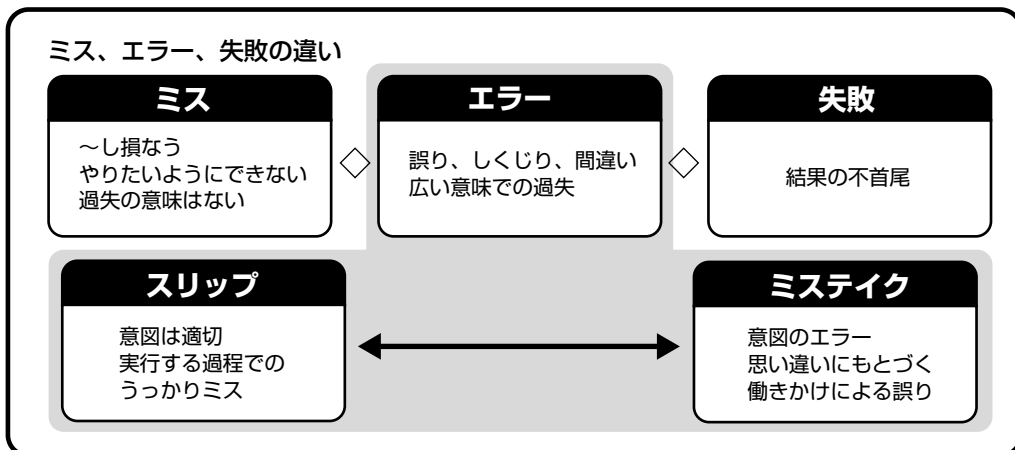 ミス、エラー、失敗の違い
ミス
～し損なう
やりたいようにできない
過失の意味はない
エラー
誤り、しくじり、間違い
広い意味での過失
失敗
結果の不首尾
スリップ
意図は適切
実行する過程での
うっかりミス
ミステイク
意図のエラー
思い違いにもとづく
働きかけによる誤り